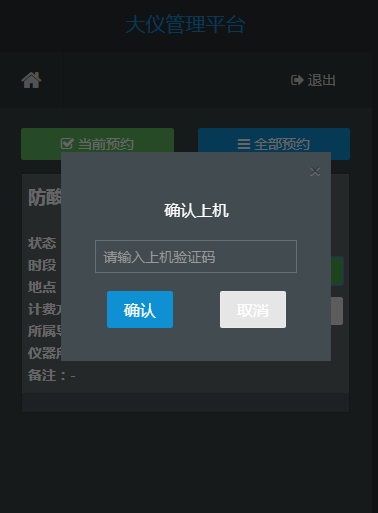 大仪管理平台
退出
当前预约
全部预约
×
确认上机
请输入上机验证码
确认
取消
防酸
状态
时段
地点
计费
所属
仪器
备注：-